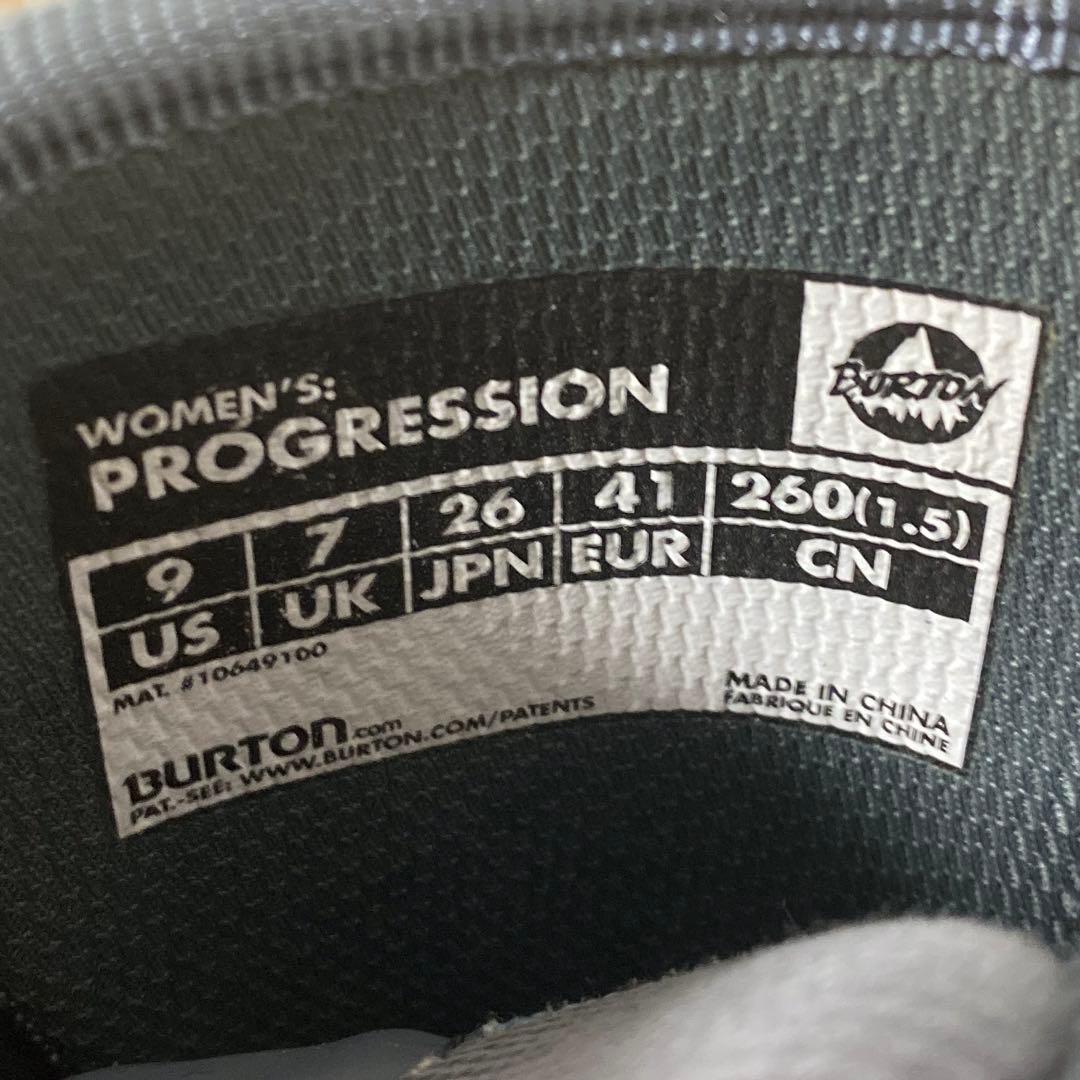 WOMEN'S:
PROGRESSION
BURTON
9 7 26 41 260(1.5)
US UK JPN EUR CN
MAT. #10649100
BURTON.com
PAT.-SEE: WWW.BURTON.COM/PATENTS
MADE IN CHINA
FABRIQUE EN CHINE